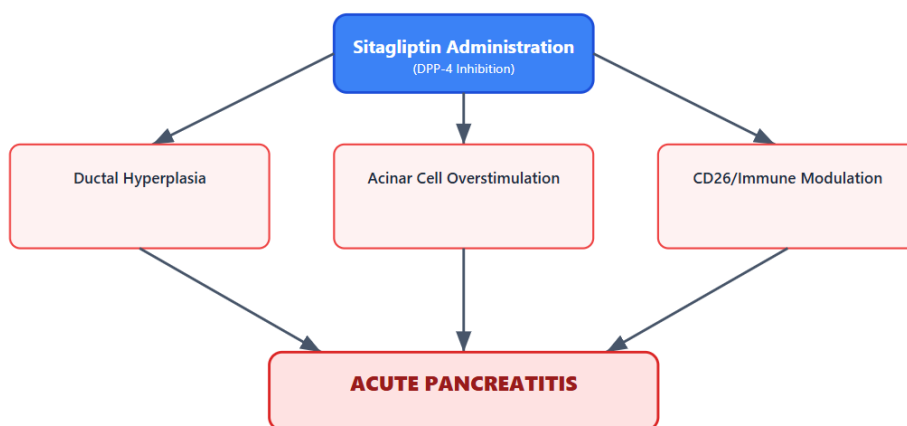 Sitagliptin Administration
(DPP-4 Inhibition)
Ductal Hyperplasia
Acinar Cell Overstimulation
CD26/Immune Modulation
ACUTE PANCREATITIS